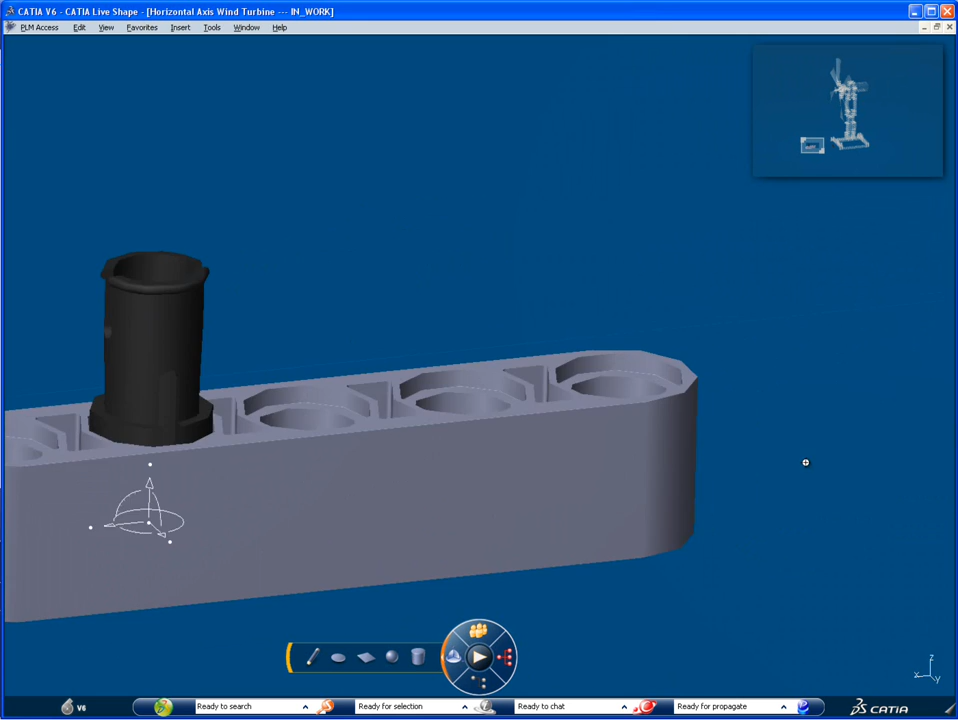 CATIA V6 - CATIA Live Shape - [Horizontal Axis Wind Turbine --- IN_WORK]
PLM Access Edit View Favorites Insert Tools Window Help
z
x
y
V6 Ready to search Ready for selection Ready to chat Ready for propagate CATIA